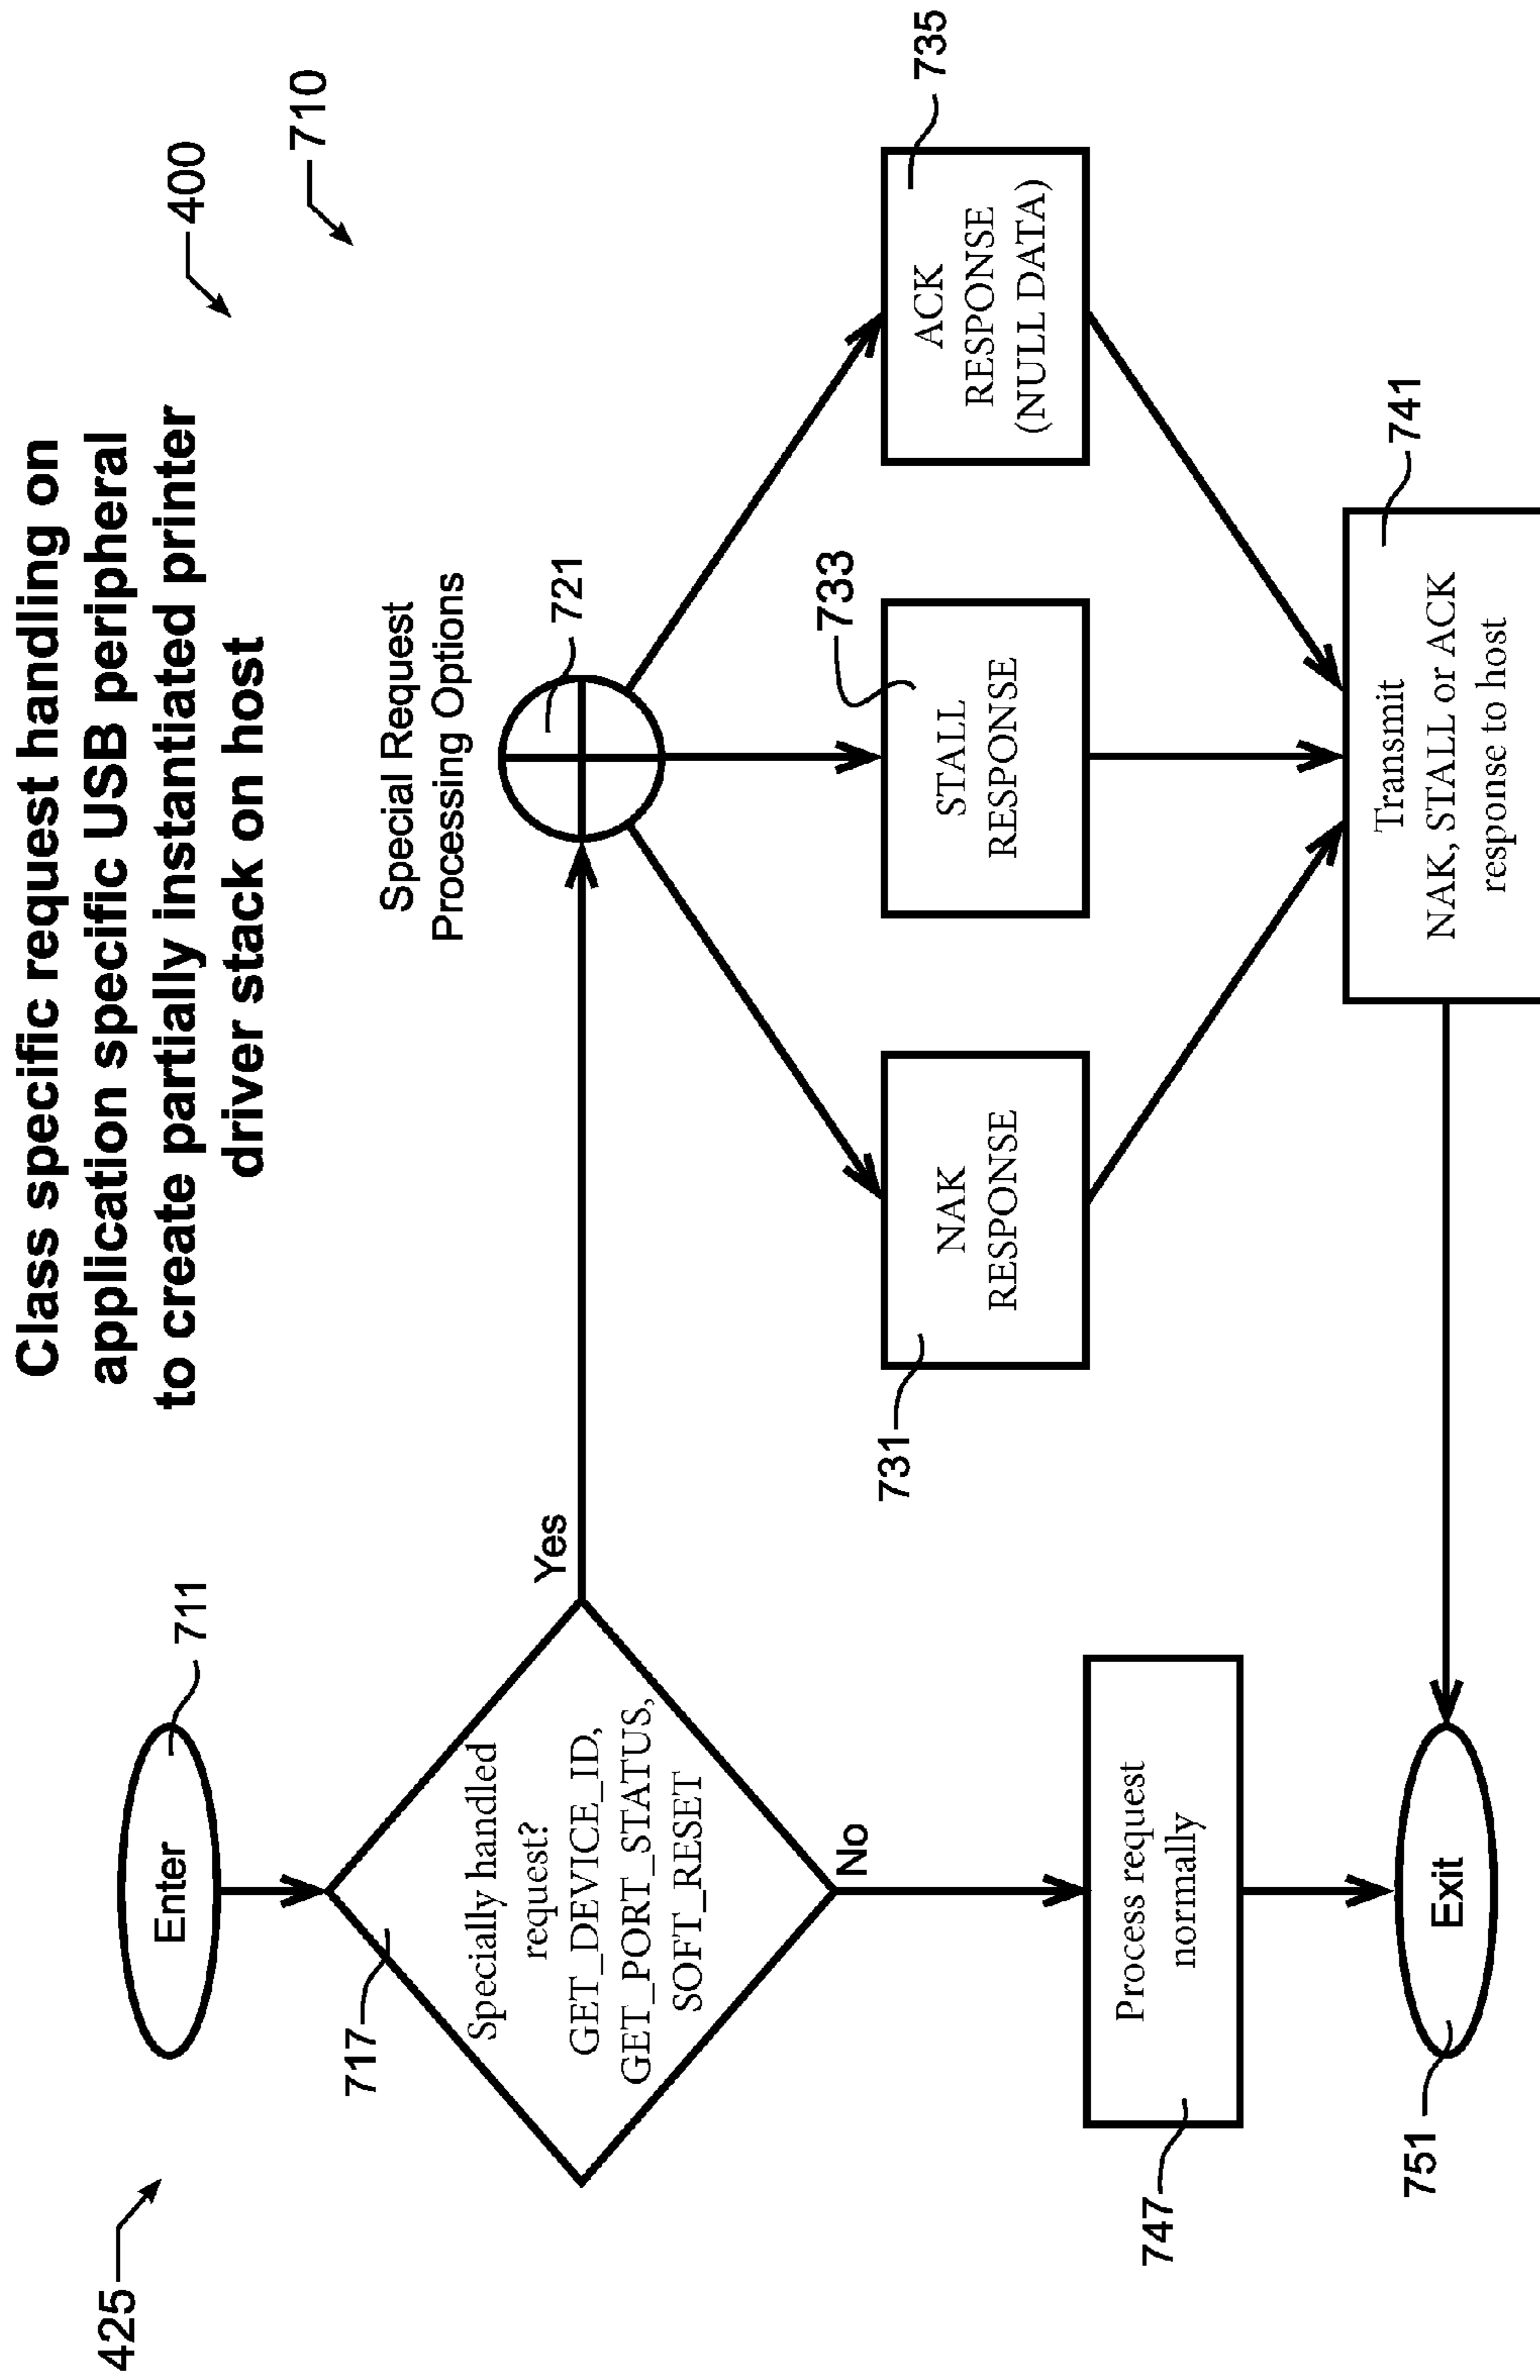 Class specific request handling on
application specific USB peripheral
to create partially instantiated printer
driver stack on host
400
710
425
Enter
711
717
Specially handled
request?
GET_DEVICE_ID,
GET_PORT_STATUS,
SOFT_RESET
Yes
No
Special Request
Processing Options
721
731
NAK
RESPONSE
733
STALL
RESPONSE
735
ACK
RESPONSE
(NULL DATA)
741
Transmit
NAK, STALL or ACK
response to host
747
Process request
normally
751
Exit